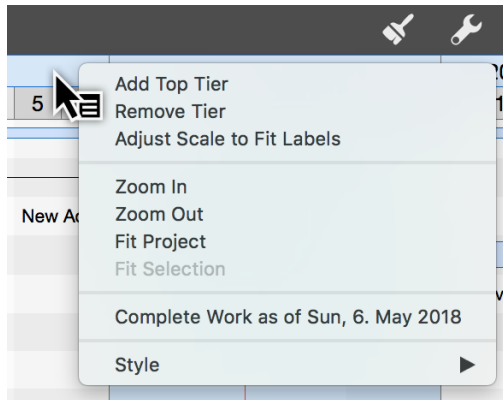 5
Add Top Tier
Remove Tier
Adjust Scale to Fit Labels
Zoom In
Zoom Out
New
Fit Project
Fit Selection
Complete Work as of Sun, 6. May 2018
Style